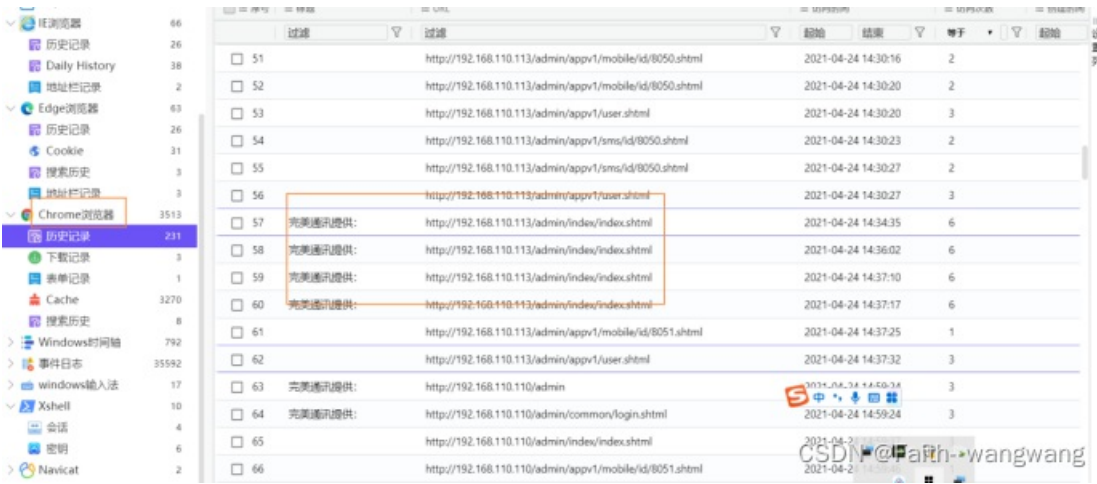 IE浏览器 66
历史记录 26
Daily History 38
地址栏记录 2
Edge浏览器 63
历史记录 26
Cookie 31
搜索历史 3
地址栏记录 3
Chrome浏览器 3513
历史记录 231
下载记录 3
表单记录 1
Cache 3270
搜索历史 8
Windows时间轴 792
事件日志 35592
windows输入法 17
Xshell 10
会话 4
密钥 6
Navicat 2
序号 标题 URL 访问时间 访问次数 创建时间
过滤 过滤 起始 结束 等于 起始
51 http://192.168.110.113/admin/appv1/mobile/id/8050.shtml 2021-04-24 14:30:16 2
52 http://192.168.110.113/admin/appv1/mobile/id/8050.shtml 2021-04-24 14:30:20 2
53 http://192.168.110.113/admin/appv1/user.shtml 2021-04-24 14:30:20 3
54 http://192.168.110.113/admin/appv1/sms/id/8050.shtml 2021-04-24 14:30:23 2
55 http://192.168.110.113/admin/appv1/sms/id/8050.shtml 2021-04-24 14:30:27 2
56 http://192.168.110.113/admin/appv1/user.shtml 2021-04-24 14:30:27 3
57 完美通讯提供: http://192.168.110.113/admin/index/index.shtml 2021-04-24 14:34:35 6
58 完美通讯提供: http://192.168.110.113/admin/index/index.shtml 2021-04-24 14:36:02 6
59 完美通讯提供: http://192.168.110.113/admin/index/index.shtml 2021-04-24 14:37:10 6
60 完美通讯提供: http://192.168.110.113/admin/index/index.shtml 2021-04-24 14:37:17 6
61 http://192.168.110.113/admin/appv1/mobile/id/8051.shtml 2021-04-24 14:37:25 1
62 http://192.168.110.113/admin/appv1/user.shtml 2021-04-24 14:37:32 3
63 完美通讯提供: http://192.168.110.110/admin 2021-04-24 14:59:24 3
中
64 完美通讯提供: http://192.168.110.110/admin/common/login.shtml 2021-04-24 14:59:24 3
65 http://192.168.110.110/admin/index/index.shtml 2021-04-2
CSDN @Faith-wangwang
66 http://192.168.110.110/admin/appv1/mobile/id/8051.shtml 2021-04-2